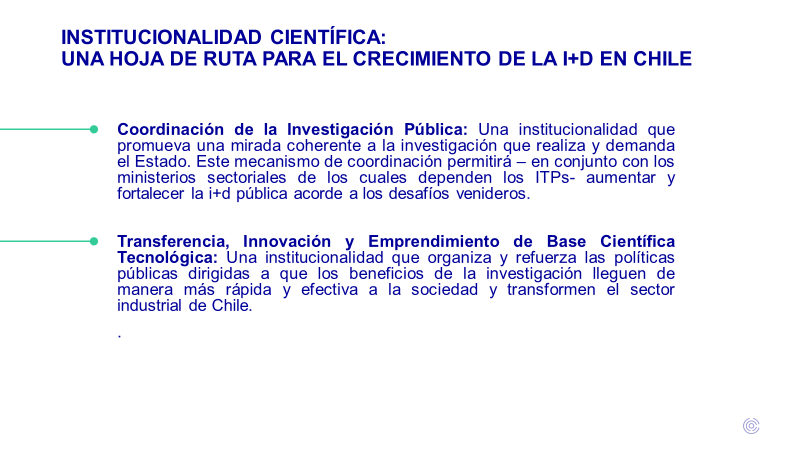 INSTITUCIONALIDAD CIENTÍFICA:
UNA HOJA DE RUTA PARA EL CRECIMIENTO DE LA I+D EN CHILE
Coordinación de la Investigación Pública: Una institucionalidad que
promueva una mirada coherente a la investigación que realiza y demanda
el Estado. Este mecanismo de coordinación permitirá – en conjunto con los
ministerios sectoriales de los cuales dependen los ITPs- aumentar y
fortalecer la i+d pública acorde a los desafíos venideros.
Transferencia, Innovación y Emprendimiento de Base Científica
Tecnológica: Una institucionalidad que organiza y refuerza las políticas
públicas dirigidas a que los beneficios de la investigación lleguen de
manera más rápida y efectiva a la sociedad y transformen el sector
industrial de Chile.
.